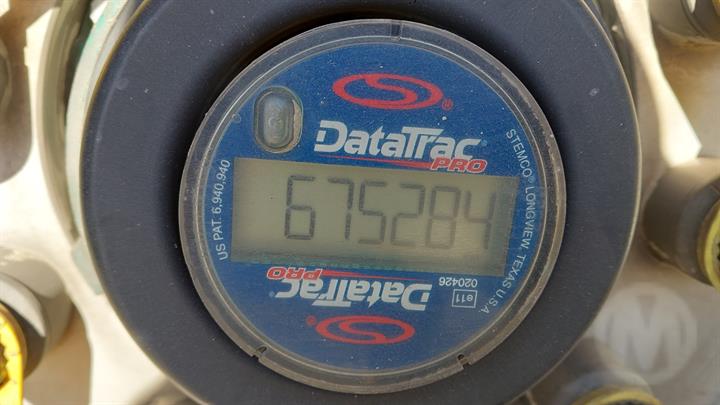 ®
DataTrac®
PRO
675284
DataTrac®
PRO
e11
020426
US PAT. 6,940,940
STEMCO® LONGVIEW, TEXAS U.S.A.
M